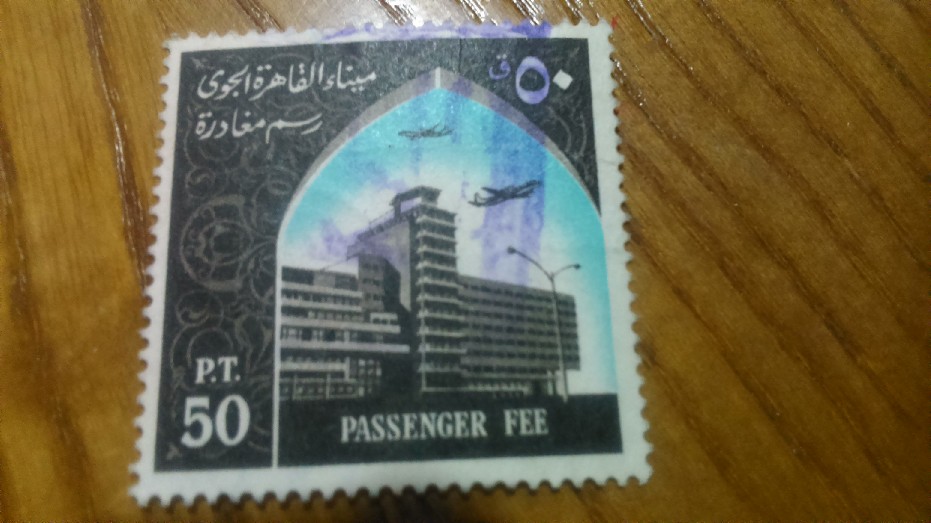 ميناء القاهرة الجوى
رسم مغادرة
٥٠ ق
P.T.
50
PASSENGER FEE